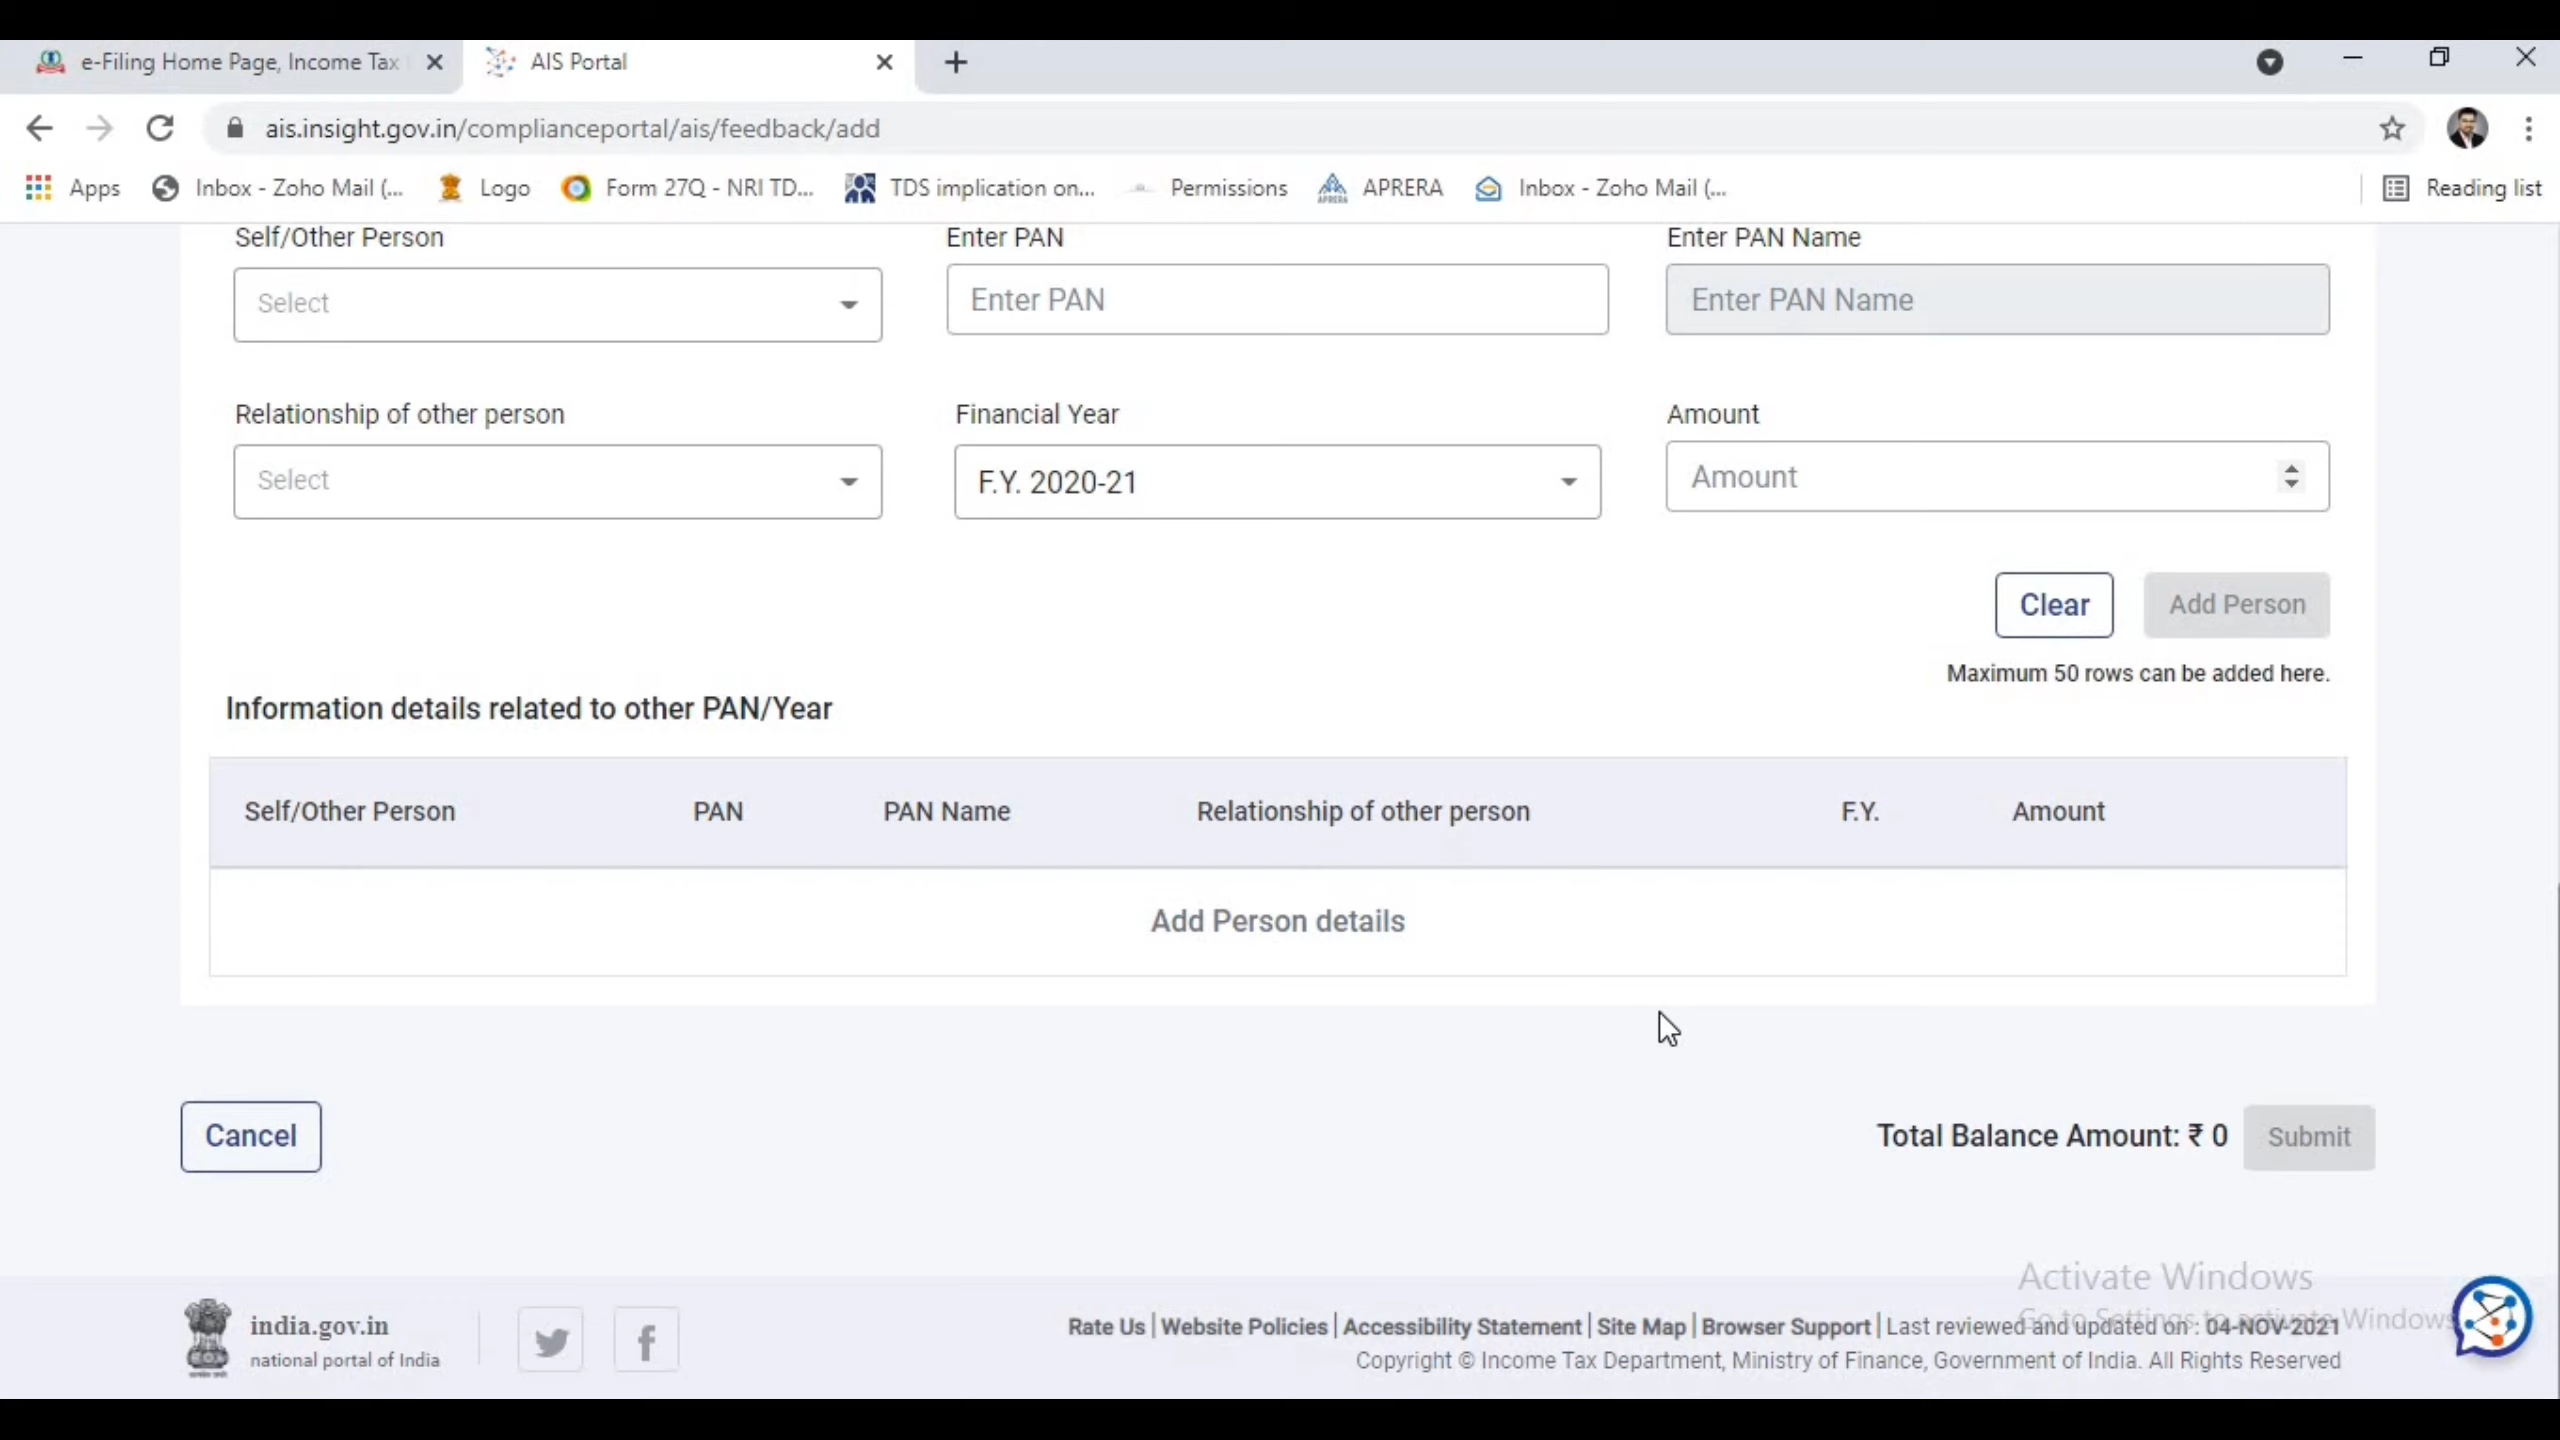 e-Filing Home Page, Income Tax
AIS Portal
ais.insight.gov.in/complianceportal/ais/feedback/add
Apps
Inbox - Zoho Mail (...
Logo
Form 27Q - NRI TD...
TDS implication on...
Permissions
APRERA
Inbox - Zoho Mail (...
Reading list
Self/Other Person
Enter PAN
Enter PAN Name
Select
Enter PAN
Enter PAN Name
Relationship of other person
Financial Year
Amount
Select
F.Y. 2020-21
Amount
Clear
Add Person
Maximum 50 rows can be added here.
Information details related to other PAN/Year
Self/Other Person
PAN
PAN Name
Relationship of other person
F.Y.
Amount
Add Person details
Cancel
Total Balance Amount: ₹ 0
Submit
Activate Windows
Go to Settings to activate Windows
india.gov.in
national portal of India
Rate Us | Website Policies | Accessibility Statement | Site Map | Browser Support | Last reviewed and updated on : 04-NOV-2021
Copyright © Income Tax Department, Ministry of Finance, Government of India. All Rights Reserved